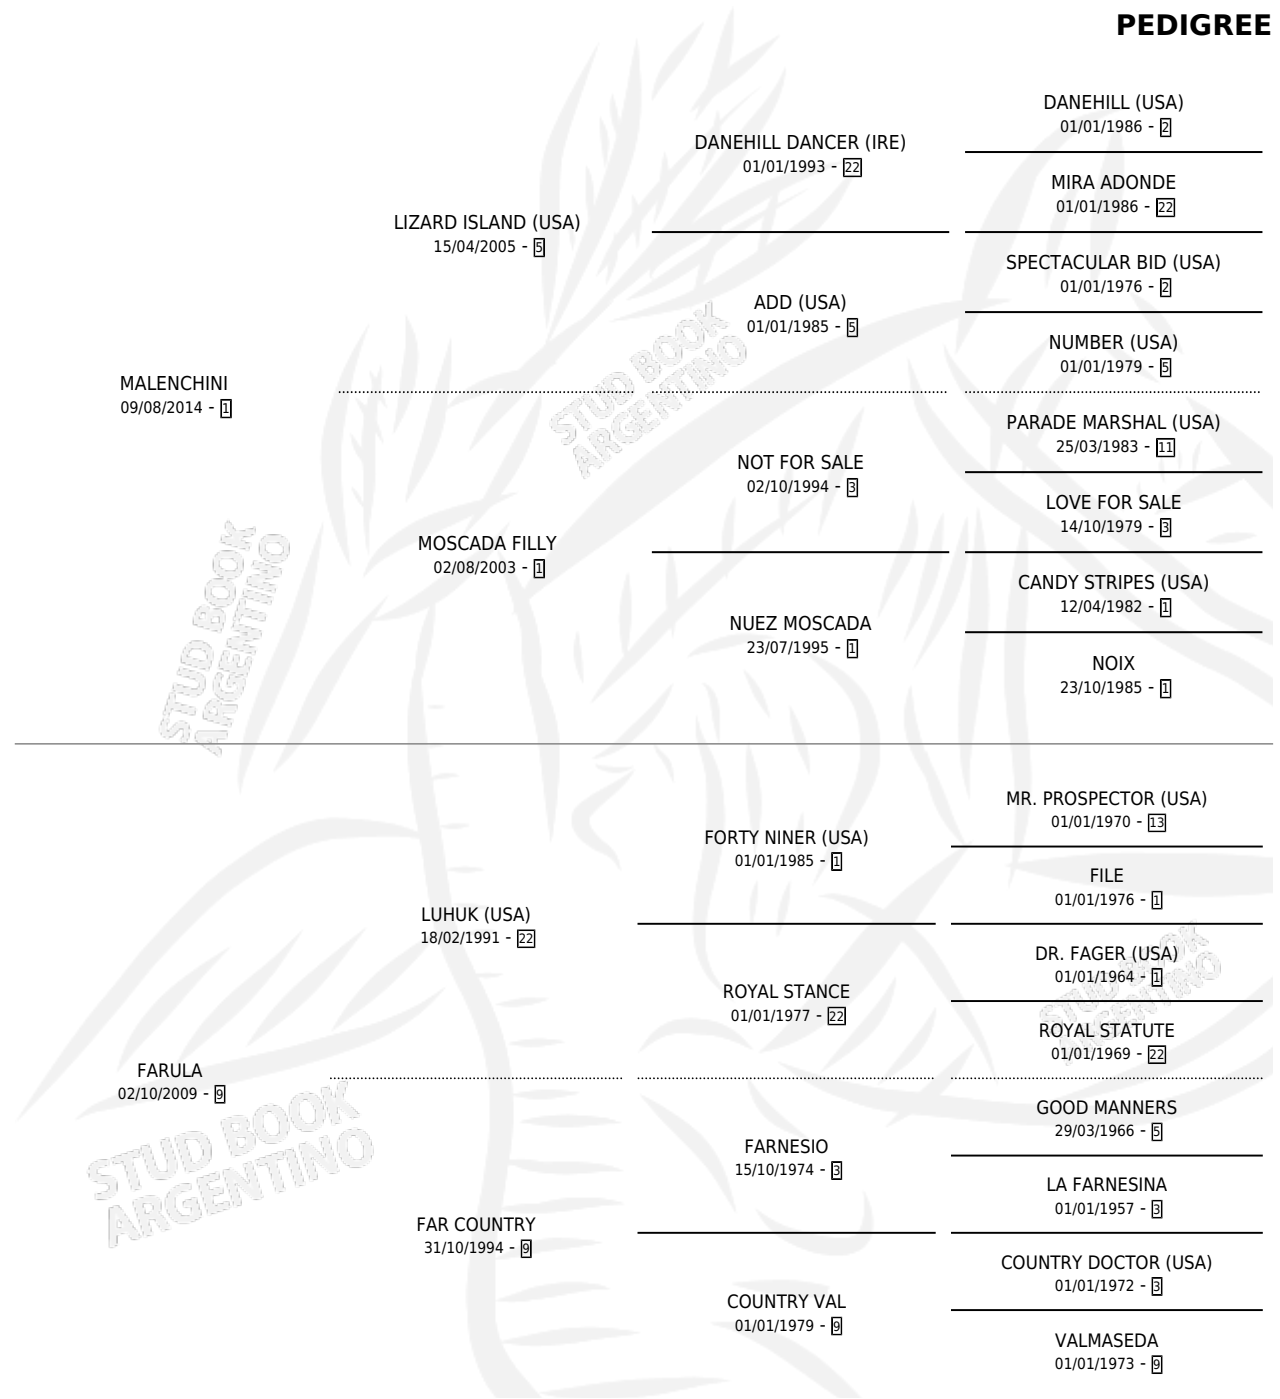 PEDIGREE
DANEHILL (USA)
01/01/1986 - 2
DANEHILL DANCER (IRE)
01/01/1993 - 22
MIRA ADONDE
01/01/1986 - 22
LIZARD ISLAND (USA)
15/04/2005 - 5
SPECTACULAR BID (USA)
01/01/1976 - 2
ADD (USA)
01/01/1985 - 5
NUMBER (USA)
01/01/1979 - 5
MALENCHINI
09/08/2014 - 1
PARADE MARSHAL (USA)
25/03/1983 - 11
NOT FOR SALE
02/10/1994 - 3
LOVE FOR SALE
14/10/1979 - 3
MOSCADA FILLY
02/08/2003 - 1
CANDY STRIPES (USA)
12/04/1982 - 1
NUEZ MOSCADA
23/07/1995 - 1
NOIX
23/10/1985 - 1
MR. PROSPECTOR (USA)
01/01/1970 - 13
FORTY NINER (USA)
01/01/1985 - 1
FILE
01/01/1976 - 1
LUHUK (USA)
18/02/1991 - 22
DR. FAGER (USA)
01/01/1964 - 1
ROYAL STANCE
01/01/1977 - 22
ROYAL STATUTE
01/01/1969 - 22
FARULA
02/10/2009 - 9
GOOD MANNERS
29/03/1966 - 5
FARNESIO
15/10/1974 - 3
LA FARNESINA
01/01/1957 - 3
FAR COUNTRY
31/10/1994 - 9
COUNTRY DOCTOR (USA)
01/01/1972 - 3
COUNTRY VAL
01/01/1979 - 9
VALMASEDA
01/01/1973 - 9
STUD BOOK
ARGENTINO
STUD BOOK
ARGENTINO
STUD BOOK
ARGENTINO
STUD BOOK
ARGENTINO